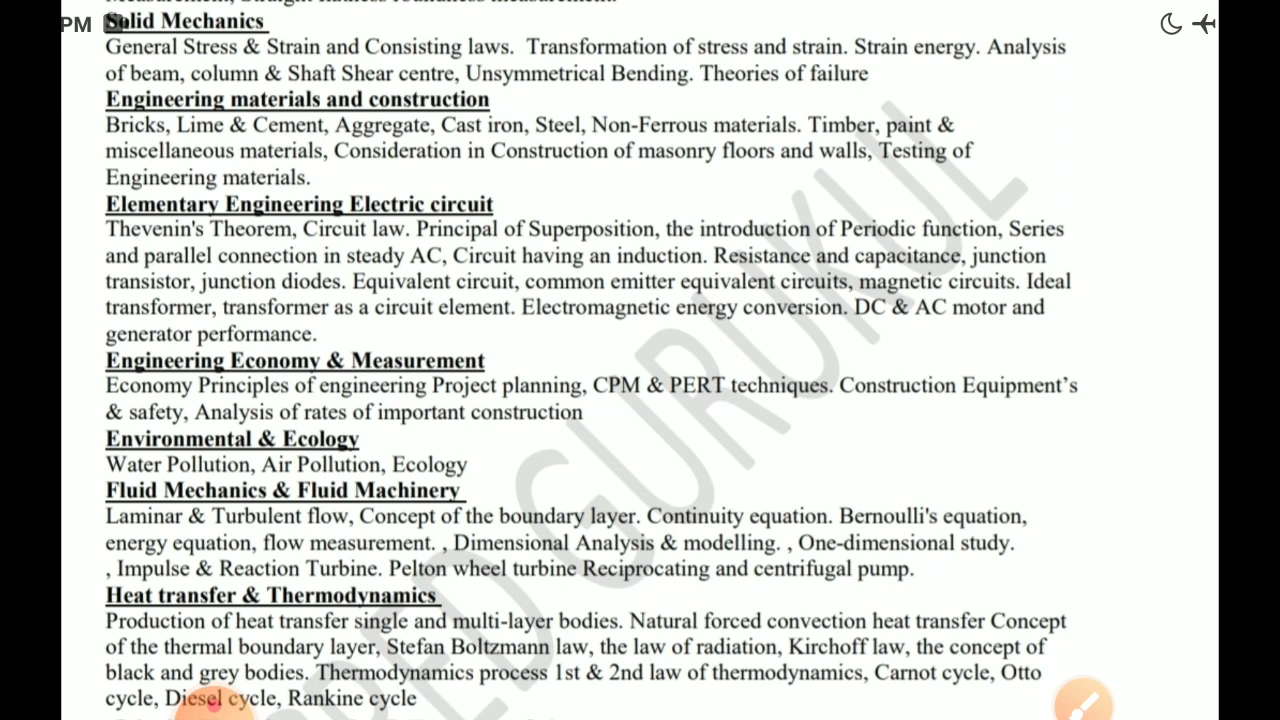 PM
Solid Mechanics
General Stress & Strain and Consisting laws. Transformation of stress and strain. Strain energy. Analysis
of beam, column & Shaft Shear centre, Unsymmetrical Bending. Theories of failure
Engineering materials and construction
Bricks, Lime & Cement, Aggregate, Cast iron, Steel, Non-Ferrous materials. Timber, paint &
miscellaneous materials, Consideration in Construction of masonry floors and walls, Testing of
Engineering materials.
Elementary Engineering Electric circuit
Thevenin's Theorem, Circuit law. Principal of Superposition, the introduction of Periodic function, Series
and parallel connection in steady AC, Circuit having an induction. Resistance and capacitance, junction
transistor, junction diodes. Equivalent circuit, common emitter equivalent circuits, magnetic circuits. Ideal
transformer, transformer as a circuit element. Electromagnetic energy conversion. DC & AC motor and
generator performance.
Engineering Economy & Measurement
Economy Principles of engineering Project planning, CPM & PERT techniques. Construction Equipment’s
& safety, Analysis of rates of important construction
Environmental & Ecology
Water Pollution, Air Pollution, Ecology
Fluid Mechanics & Fluid Machinery
Laminar & Turbulent flow, Concept of the boundary layer. Continuity equation. Bernoulli's equation,
energy equation, flow measurement. , Dimensional Analysis & modelling. , One-dimensional study.
, Impulse & Reaction Turbine. Pelton wheel turbine Reciprocating and centrifugal pump.
Heat transfer & Thermodynamics
Production of heat transfer single and multi-layer bodies. Natural forced convection heat transfer Concept
of the thermal boundary layer, Stefan Boltzmann law, the law of radiation, Kirchoff law, the concept of
black and grey bodies. Thermodynamics process 1st & 2nd law of thermodynamics, Carnot cycle, Otto
cycle, Diesel cycle, Rankine cycle
RED GURUKUL